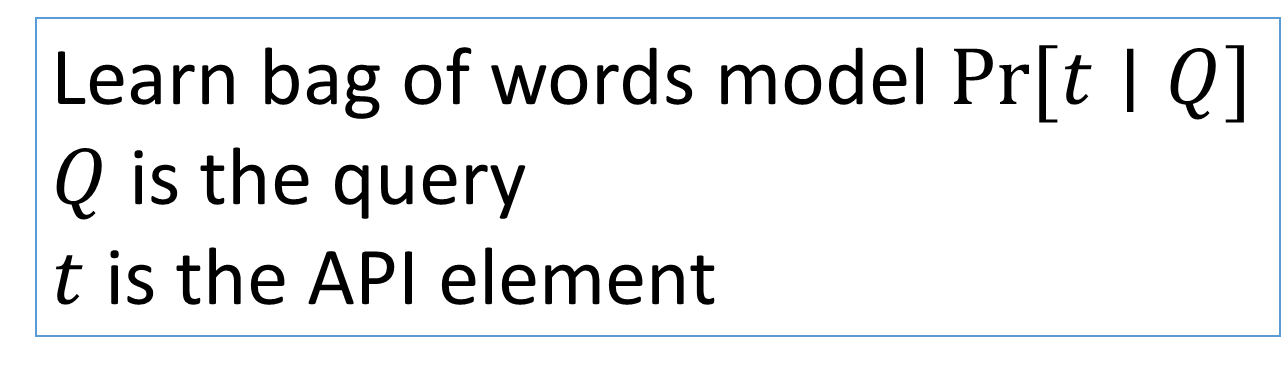 Learn bag of words model Pr[𝑡 | 𝑄]
𝑄 is the query
𝑡 is the API element